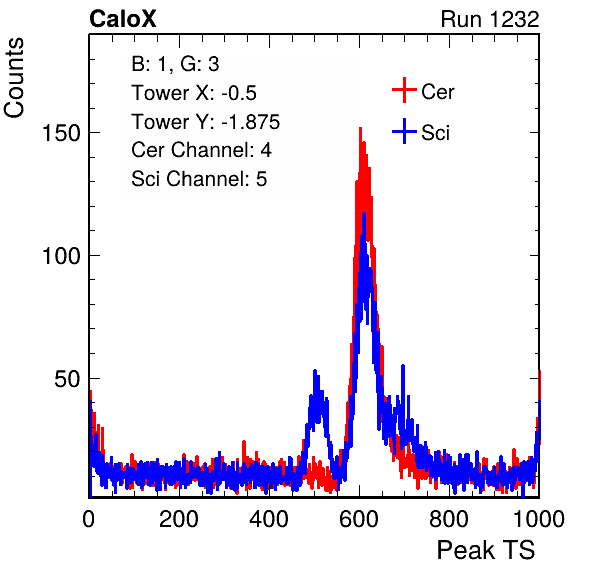 CaloX Run 1232
Counts
B: 1, G: 3
Tower X: -0.5
Tower Y: -1.875
Cer Channel: 4
Sci Channel: 5
Cer
Sci
150
100
50
0 200 400 600 800 1000
Peak TS